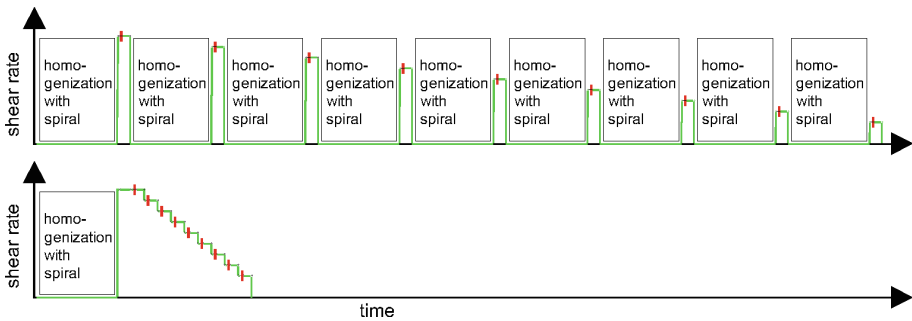 shear rate
homo-
genization
with
spiral
homo-
genization
with
spiral
homo-
genization
with
spiral
homo-
genization
with
spiral
homo-
genization
with
spiral
homo-
genization
with
spiral
homo-
genization
with
spiral
homo-
genization
with
spiral
homo-
genization
with
spiral
shear rate
homo-
genization
with
spiral
time